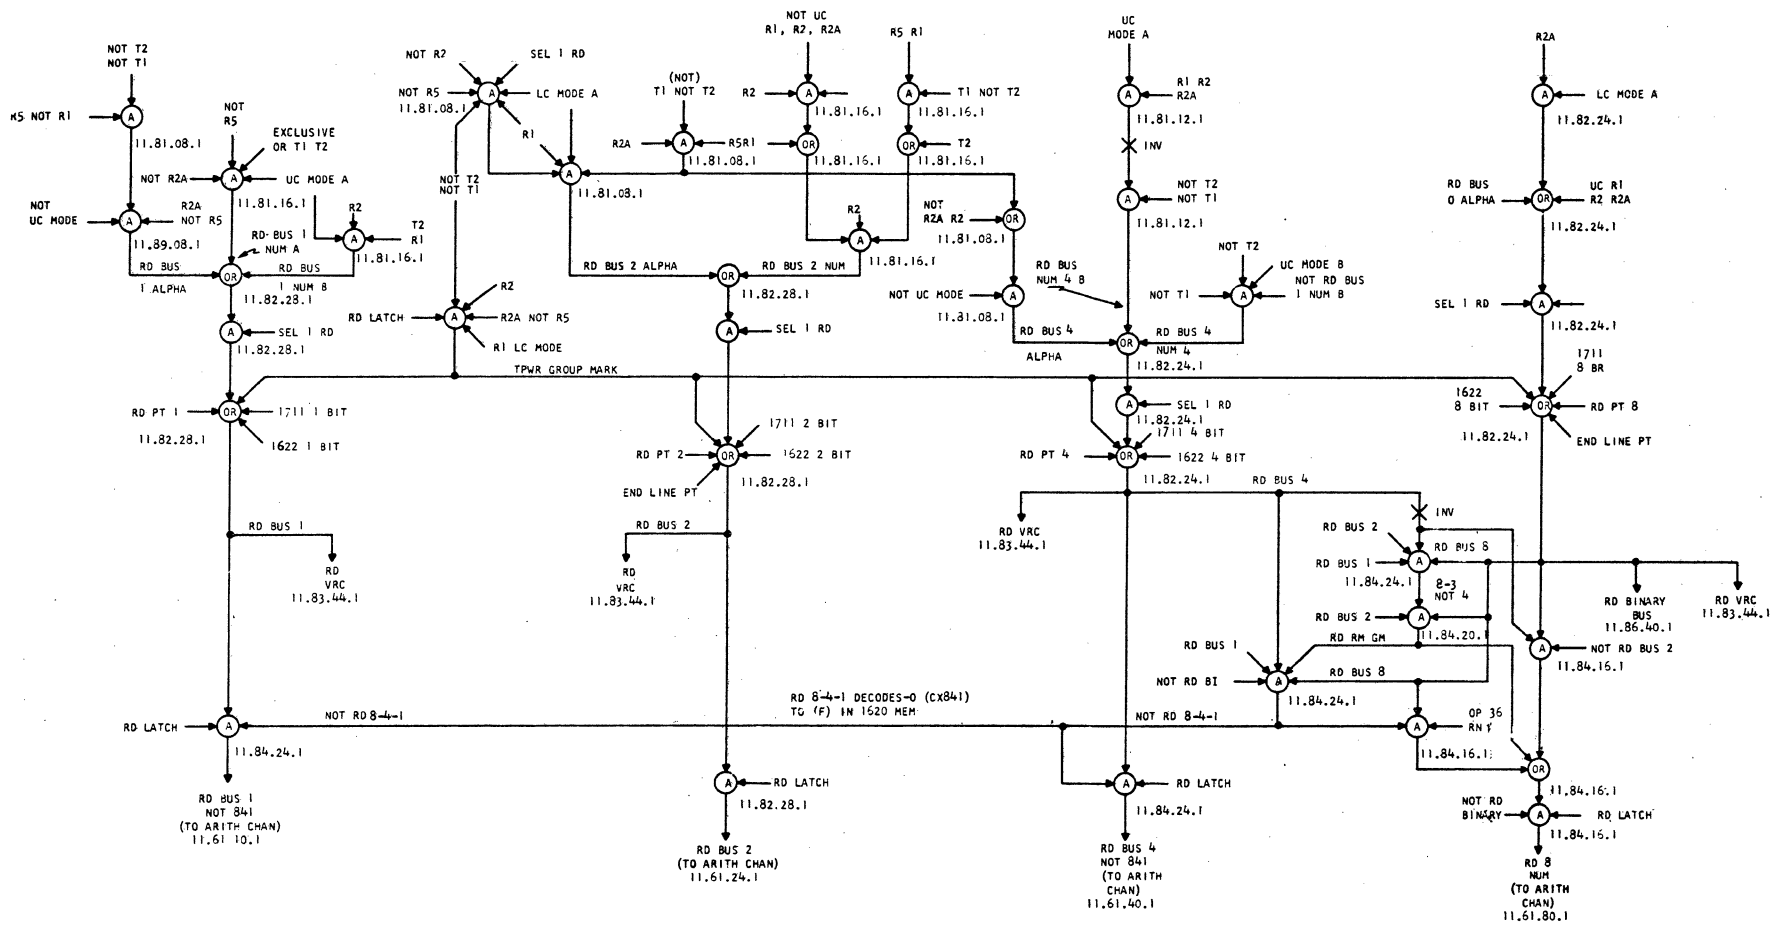 NOT UC
R1, R2, R2A
R5 R1
UC
MODE A
R2A
NOT T2
NOT T1
NOT R2
SEL 1 RD
(NOT)
T1 NOT T2
R1 R2
R2A
LC MODE A
11.82.24.1
NOT R5
11.81.08.1
LC MODE A
R2
11.81.16.1
T1 NOT T2
11.81.16.1
11.81.12.1
R5 NOT R1
11.81.08.1
NOT
R5
EXCLUSIVE
OR T1 T2
R1
R2A
R5R1
11.81.08.1
11.81.16.1
T2
11.81.16.1
INV
NOT R2A
UC MODE A
11.81.16.1
NOT T2
NOT T1
11.81.08.1
NOT T2
NOT T1
11.81.12.1
RD BUS
0 ALPHA
UC R1
R2 R2A
11.82.24.1
NOT
UC MODE
R2A
NOT R5
11.89.08.1
R2
T2
R1
11.81.16.1
RD BUS 1
NUM A
R2
11.81.16.1
NOT
R2A R2
11.81.08.1
RD BUS
1 ALPHA
RD BUS
1 NUM B
11.82.28.1
RD BUS 2 ALPHA
RD BUS 2 NUM
11.82.28.1
RD BUS
NUM 4 B
NOT T2
UC MODE B
NOT RD BUS
1 NUM B
NOT T1
NOT UC MODE
11.81.08.1
SEL 1 RD
11.82.28.1
RD LATCH
R2
R2A NOT R5
R1 LC MODE
SEL 1 RD
RD BUS 4
ALPHA
RD BUS 4
NUM 4
11.82.24.1
SEL 1 RD
11.82.24.1
TPWR GROUP MARK
1711
8 BR
RD PT 1
1711 1 BIT
1622 1 BIT
11.82.28.1
SEL 1 RD
11.82.24.1
1622
8 BIT
RD PT 8
END LINE PT
11.82.24.1
RD PT 2
1711 2 BIT
1622 2 BIT
END LINE PT
11.82.28.1
RD PT 4
1711 4 BIT
1622 4 BIT
11.82.24.1
RD BUS 4
RD BUS 1
RD BUS 2
RD VRC
11.83.44.1
INV
RD BUS 2
RD BUS 8
RD BUS 1
11.84.24.1
RD
VRC
11.83.44.1
RD
VRC
11.83.44.1
8-3
NOT 4
RD BUS 2
11.84.20.1
RD BINARY
BUS
11.86.40.1
RD VRC
11.83.44.1
RD RM GM
RD BUS 1
NOT RD BUS 2
11.84.16.1
NOT RD BI
RD BUS 8
11.84.24.1
RD 8-4-1 DECODES-0 (CX841)
TO (F) IN 1620 MEM
NOT RD 8-4-1
NOT RD 8-4-1
RD LATCH
11.84.24.1
OP 36
11.84.16.1
RD LATCH
11.82.28.1
RD LATCH
11.84.24.1
11.84.16.1
NOT RD
BINARY
RD LATCH
11.84.16.1
RD BUS 1
NOT 841
(TO ARITH CHAN)
11.61.10.1
RD BUS 2
(TO ARITH CHAN)
11.61.24.1
RD BUS 4
NOT 841
(TO ARITH
CHAN)
11.61.40.1
RD 8
NUM
(TO ARITH
CHAN)
11.61.80.1